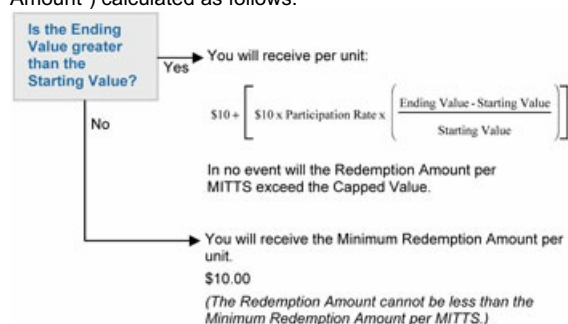 Amount") calculated as follows:
Is the Ending
Value greater
than the
Starting Value?
Yes
You will receive per unit:
$10 + [ $10 x Participation Rate x ( Ending Value - Starting Value
Starting Value ) ]
No
In no event will the Redemption Amount per
MITTS exceed the Capped Value.
You will receive the Minimum Redemption Amount per
unit.
$10.00
(The Redemption Amount cannot be less than the
Minimum Redemption Amount per MITTS.)